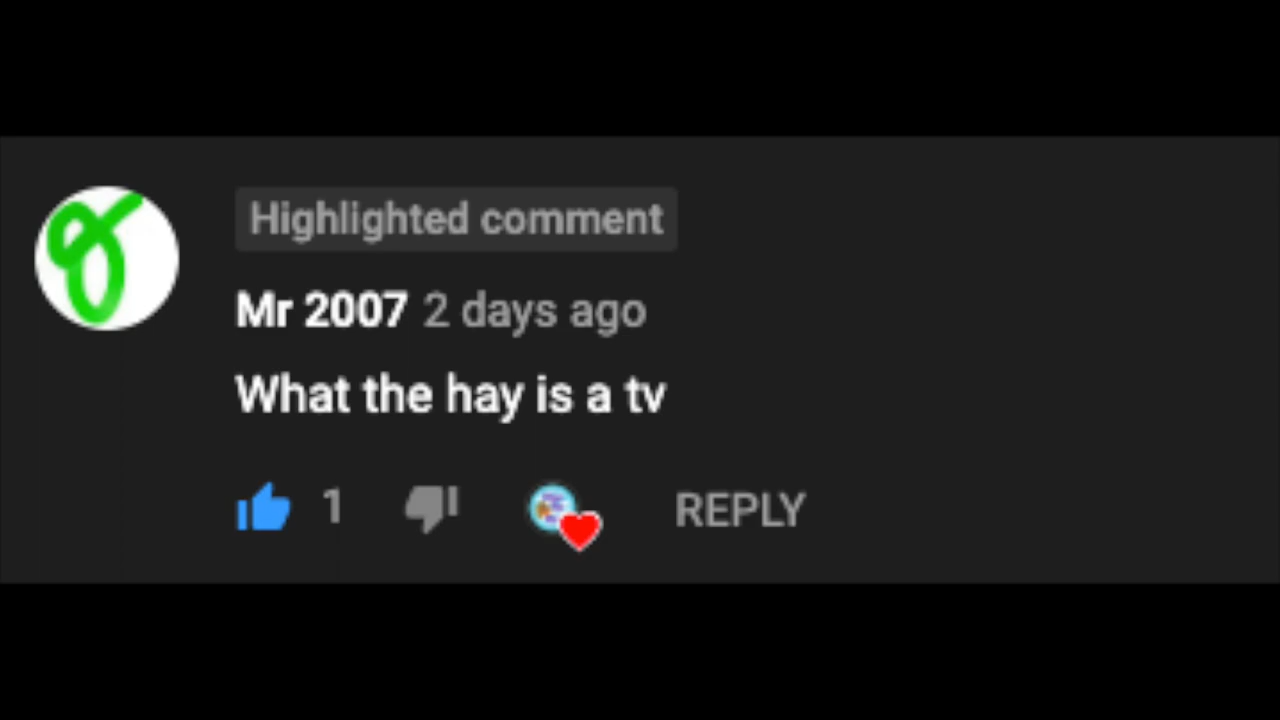 Highlighted comment
Mr 2007 2 days ago
What the hay is a tv
1 REPLY